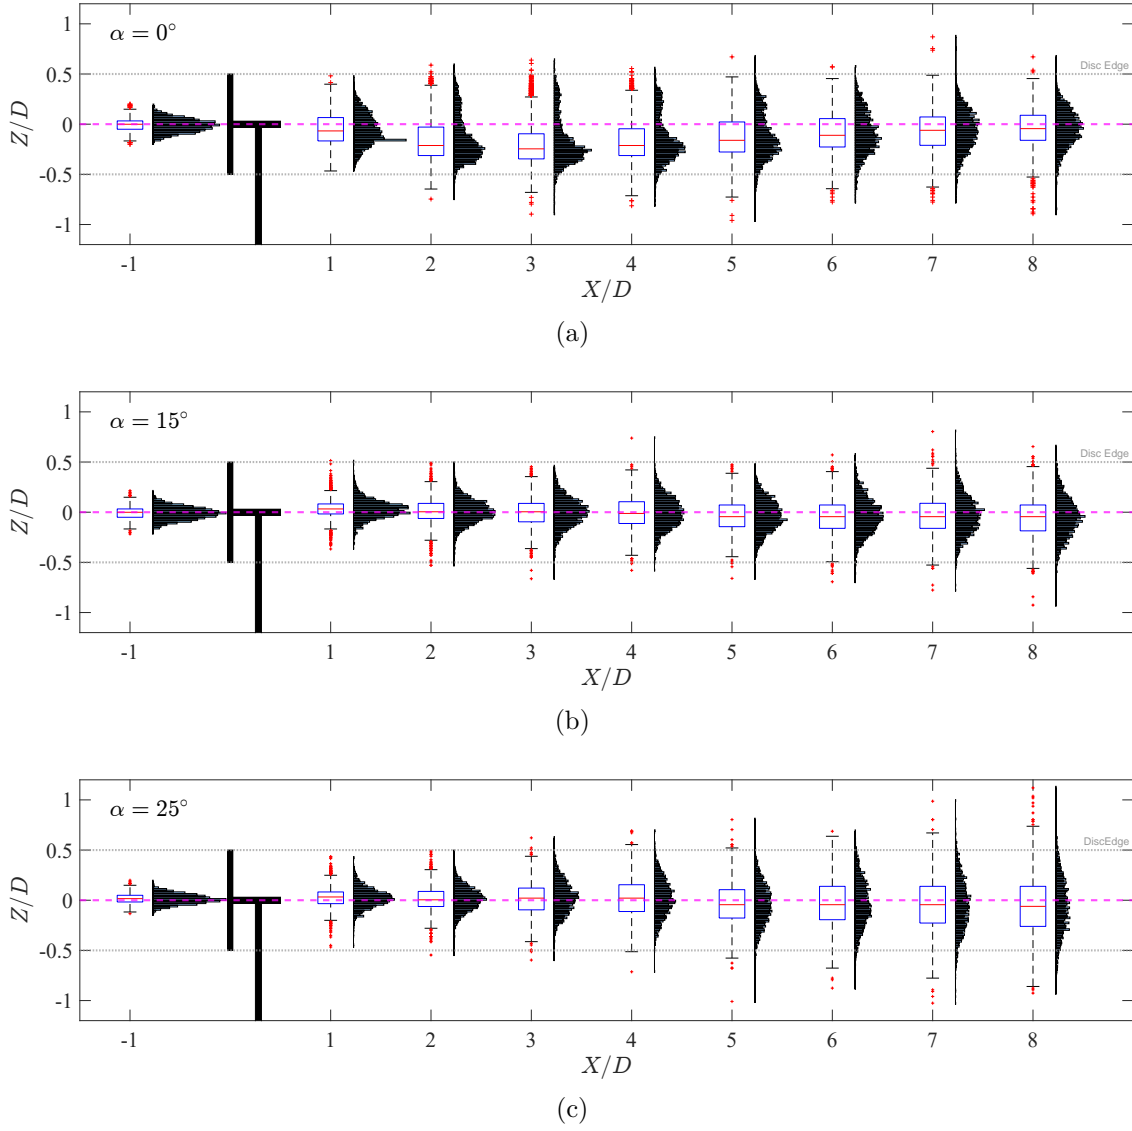 α = 0°
Disc Edge
1
0.5
0
-0.5
-1
Z/D
-1 1 2 3 4 5 6 7 8
X/D
(a)
α = 15°
Disc Edge
1
0.5
0
-0.5
-1
Z/D
-1 1 2 3 4 5 6 7 8
X/D
(b)
α = 25°
DiscEdge
1
0.5
0
-0.5
-1
Z/D
-1 1 2 3 4 5 6 7 8
X/D
(c)